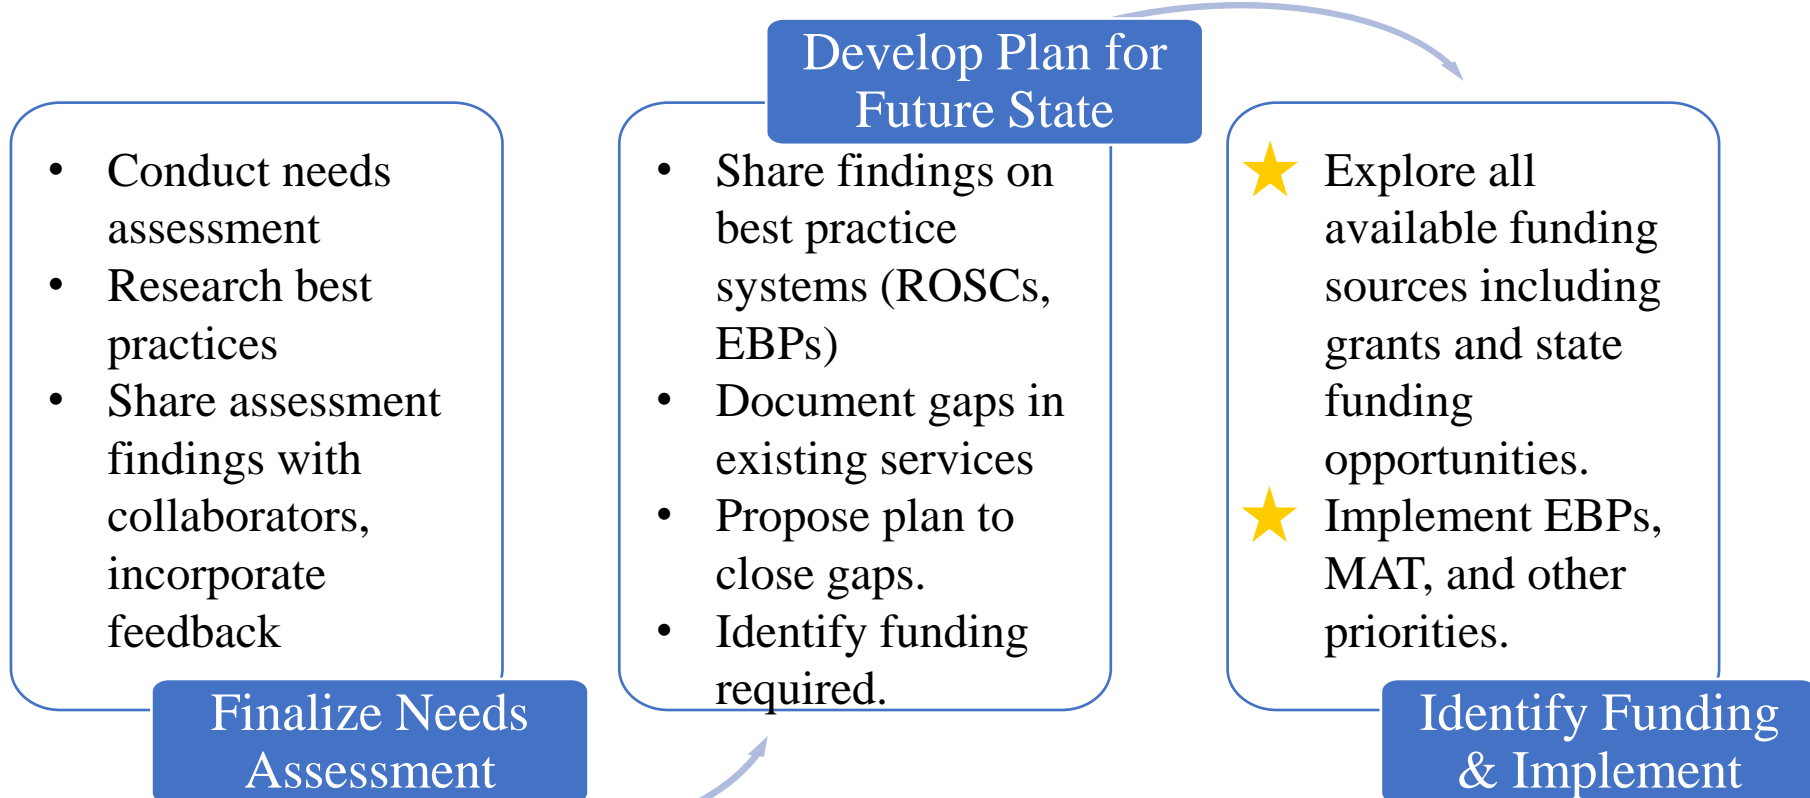 • Conduct needs
assessment
• Research best
practices
• Share assessment
findings with
collaborators,
incorporate
feedback
Finalize Needs
Assessment
Develop Plan for
Future State
• Share findings on
best practice
systems (ROSCs,
EBPs)
• Document gaps in
existing services
• Propose plan to
close gaps.
• Identify funding
required.
Explore all
available funding
sources including
grants and state
funding
opportunities.
Implement EBPs,
MAT, and other
priorities.
Identify Funding
& Implement